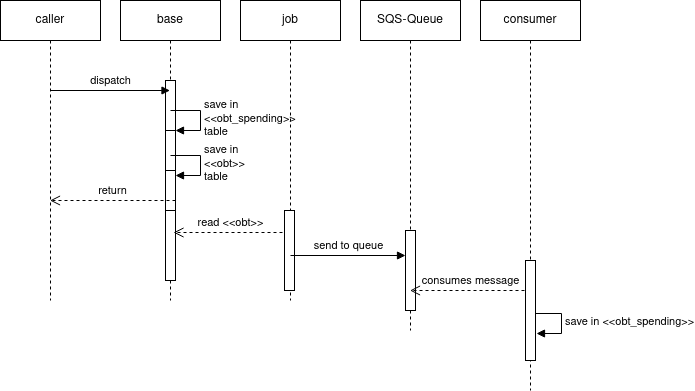 caller
base
job
SQS-Queue
consumer
dispatch
save in
<<obt_spending>>
table
save in
<<obt>>
table
return
read <<obt>>
send to queue
consumes message
save in <<obt_spending>>